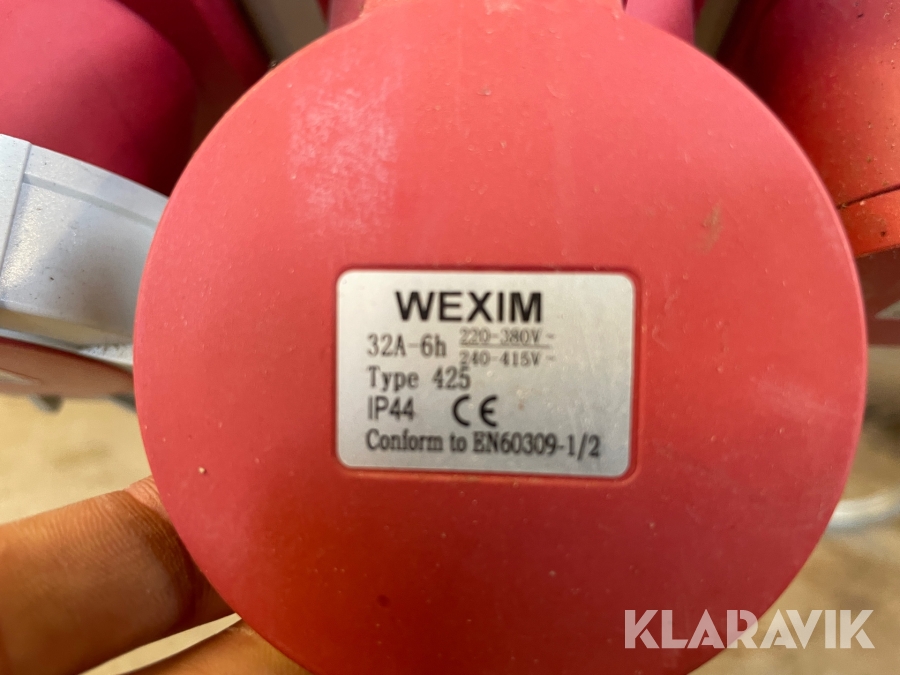 WEXIM
32A-6h 220-380V~
240-415V~
Type 425
IP44 CE
Conform to EN60309-1/2
KLARAVIK